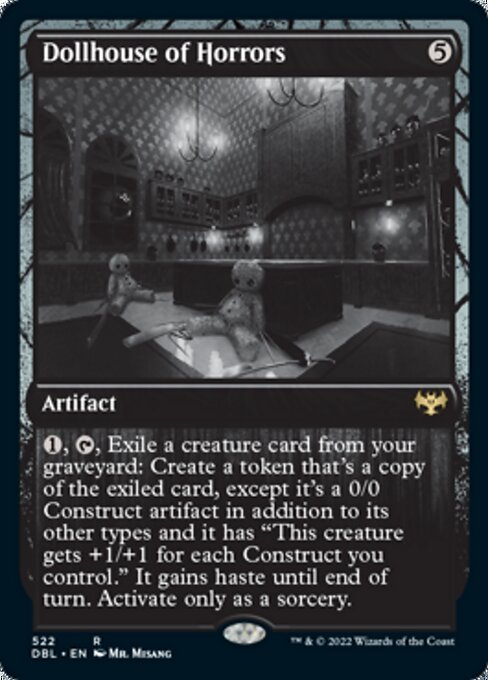 Dollhouse of Horrors 5
Artifact
1, T, Exile a creature card from your
graveyard: Create a token that's a copy
of the exiled card, except it's a 0/0
Construct artifact in addition to its
other types and it has “This creature
gets +1/+1 for each Construct you
control.” It gains haste until end of
turn. Activate only as a sorcery.
522 R
DBL • EN Mr. Misang
™ & © 2022 Wizards of the Coast